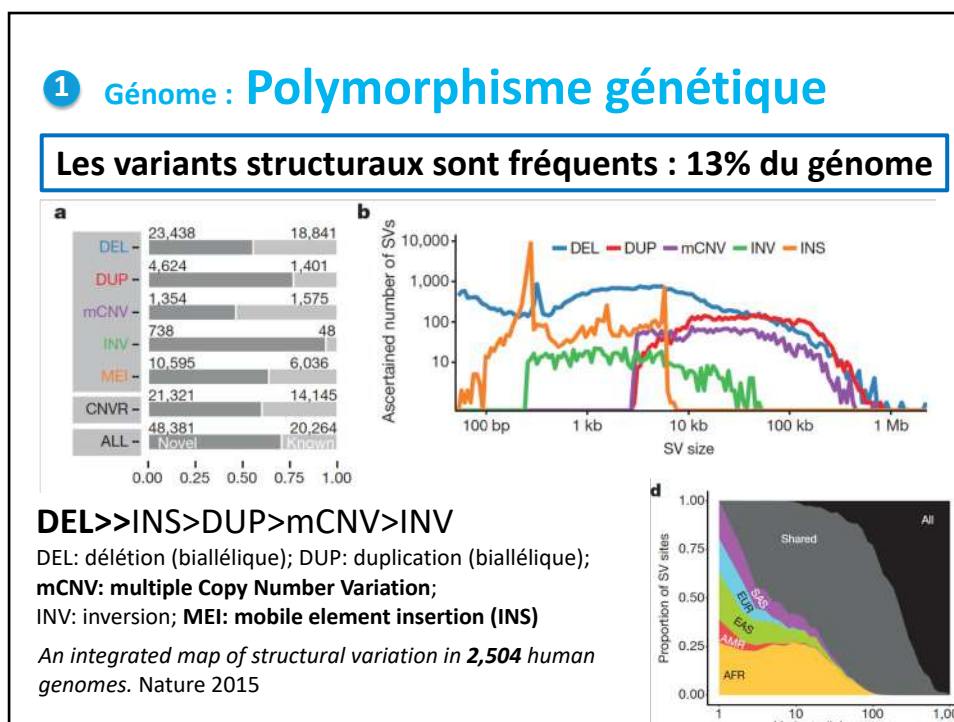 1 Génome : Polymorphisme génétique
Les variants structuraux sont fréquents : 13% du génome
a
DEL 23,438 18,841
DUP 4,624 1,401
mCNV 1,354 1,575
INV 738 48
MEI 10,595 6,036
CNVR 21,321 14,145
ALL 48,381 20,264
Novel Known
0.00 0.25 0.50 0.75 1.00
b
DEL DUP mCNV INV INS
Ascertained number of SVs
10,000
1,000
100
10
100 bp 1 kb 10 kb 100 kb 1 Mb
SV size
DEL>>INS>DUP>mCNV>INV
DEL: délétion (biallélique); DUP: duplication (biallélique);
mCNV: multiple Copy Number Variation;
INV: inversion; MEI: mobile element insertion (INS)
An integrated map of structural variation in 2,504 human
genomes. Nature 2015
d
Proportion of SV sites
1.00
0.75
0.50
0.25
0.00
All
Shared
SAS
EUR
EAS
AMR
AFR
1 10 100